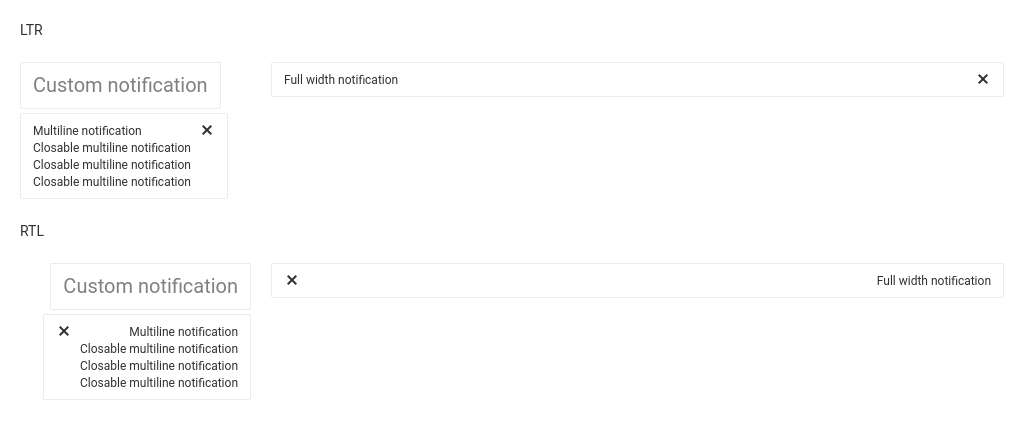 LTR
Custom notification
Multiline notification
Closable multiline notification
Closable multiline notification
Closable multiline notification
Full width notification
RTL
Custom notification
Multiline notification
Closable multiline notification
Closable multiline notification
Closable multiline notification
Full width notification